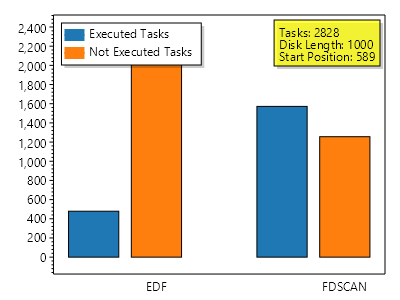 2,400
2,200
2,000
1,800
1,600
1,400
1,200
1,000
800
600
400
200
0
Executed Tasks
Not Executed Tasks
Tasks: 2828
Disk Length: 1000
Start Position: 589
EDF
FDSCAN